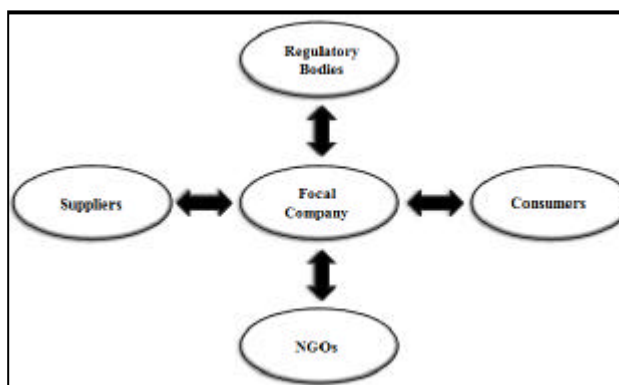 Regulatory
Bodies
Suppliers
Focal
Company
Consumers
NGOs